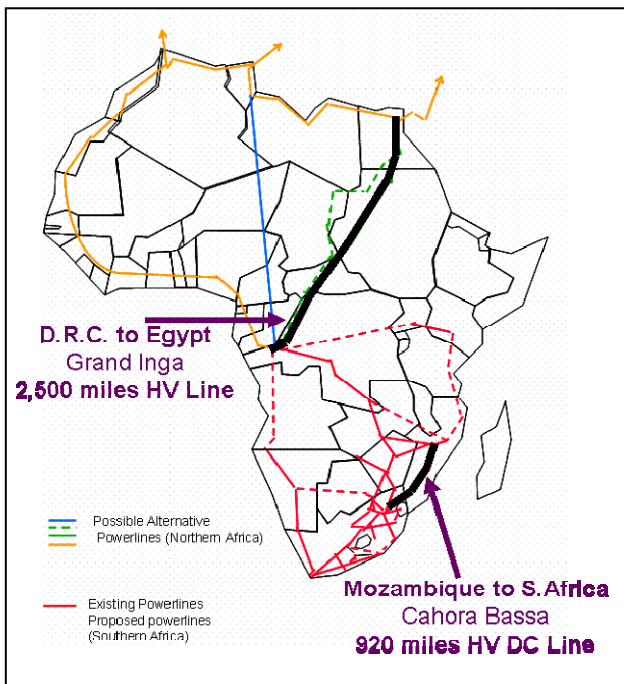 D.R.C. to Egypt
Grand Inga
2,500 miles HV Line
Possible Alternative
Powerlines (Northern Africa)
Existing Powerlines
Proposed powerlines
(Southern Africa)
Mozambique to S.Africa
Cahora Bassa
920 miles HV DC Line